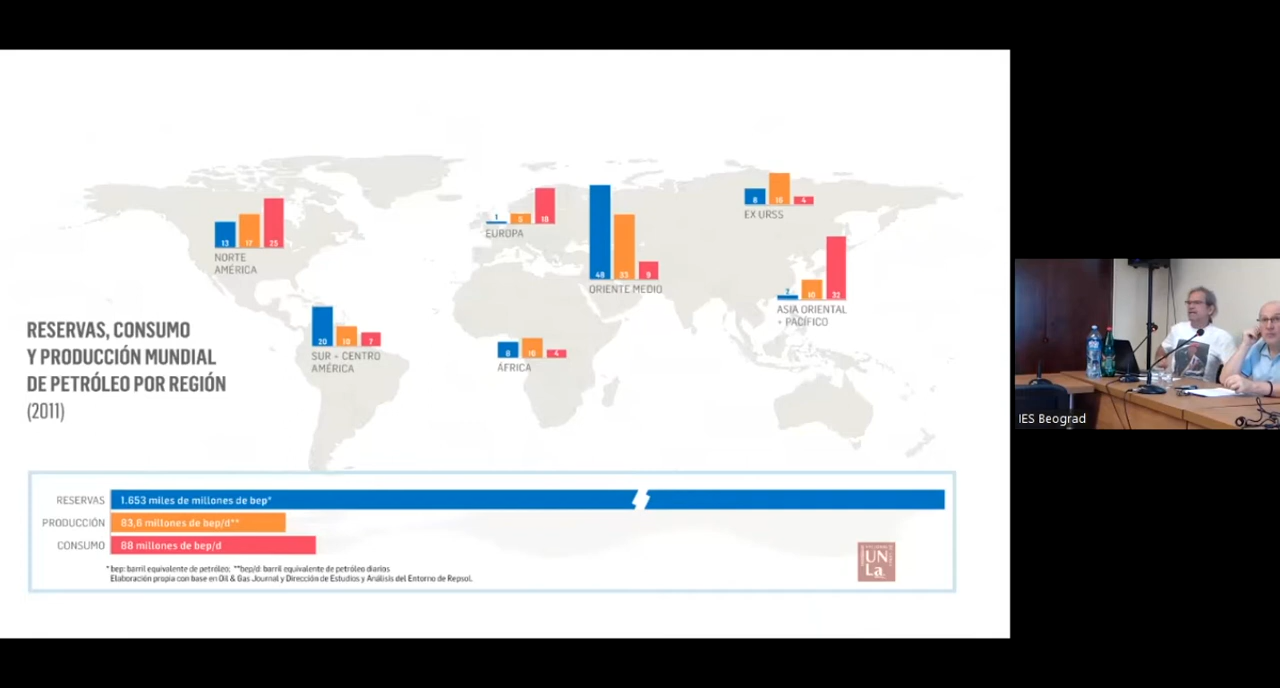 13
17
25
NORTE
AMÉRICA
1
5
18
EUROPA
48
33
9
ORIENTE MEDIO
8
16
4
EX URSS
7
10
32
ASIA ORIENTAL
+ PACÍFICO
20
10
7
SUR + CENTRO
AMÉRICA
8
10
4
ÁFRICA
RESERVAS, CONSUMO
Y PRODUCCIÓN MUNDIAL
DE PETRÓLEO POR REGIÓN
(2011)
RESERVAS 1.653 miles de millones de bep*
PRODUCCIÓN 83,6 millones de bep/d**
CONSUMO 88 millones de bep/d
* bep: barril equivalente de petróleo; **bep/d: barril equivalente de petróleo diarios
Elaboración propia con base en Oil & Gas Journal y Dirección de Estudios y Análisis del Entorno de Repsol.
UN
La
IES Beograd